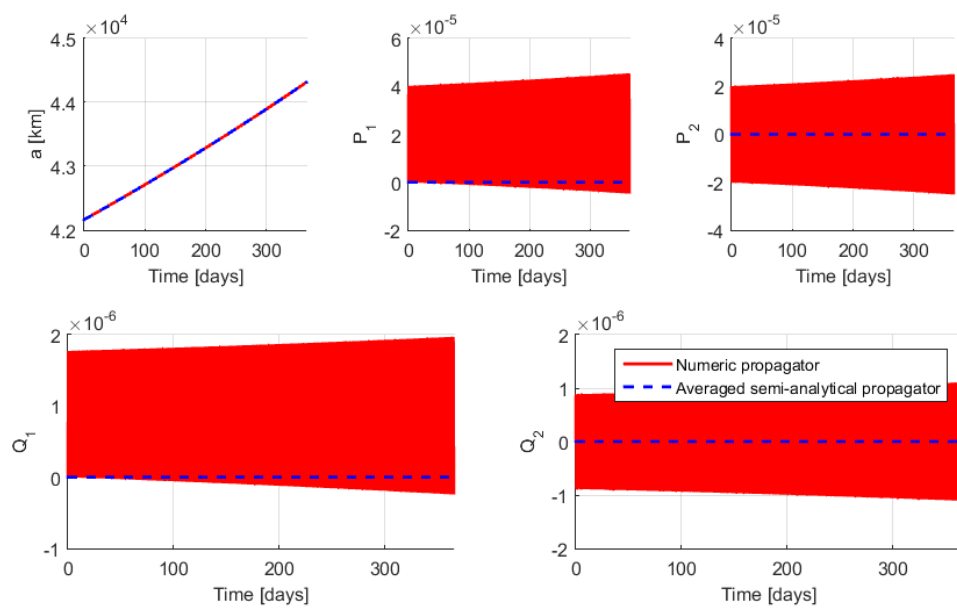 ×10^4
4.5
4.4
4.3
4.2
a [km]
0 100 200 300
Time [days]
×10^-5
6
4
2
0
-2
P_1
0 100 200 300
Time [days]
×10^-5
4
2
0
-2
-4
P_2
0 100 200 300
Time [days]
×10^-6
2
1
0
-1
Q_1
0 100 200 300
Time [days]
×10^-6
2
1
0
-1
-2
Q_2
Numeric propagator
Averaged semi-analytical propagator
0 100 200 300
Time [days]